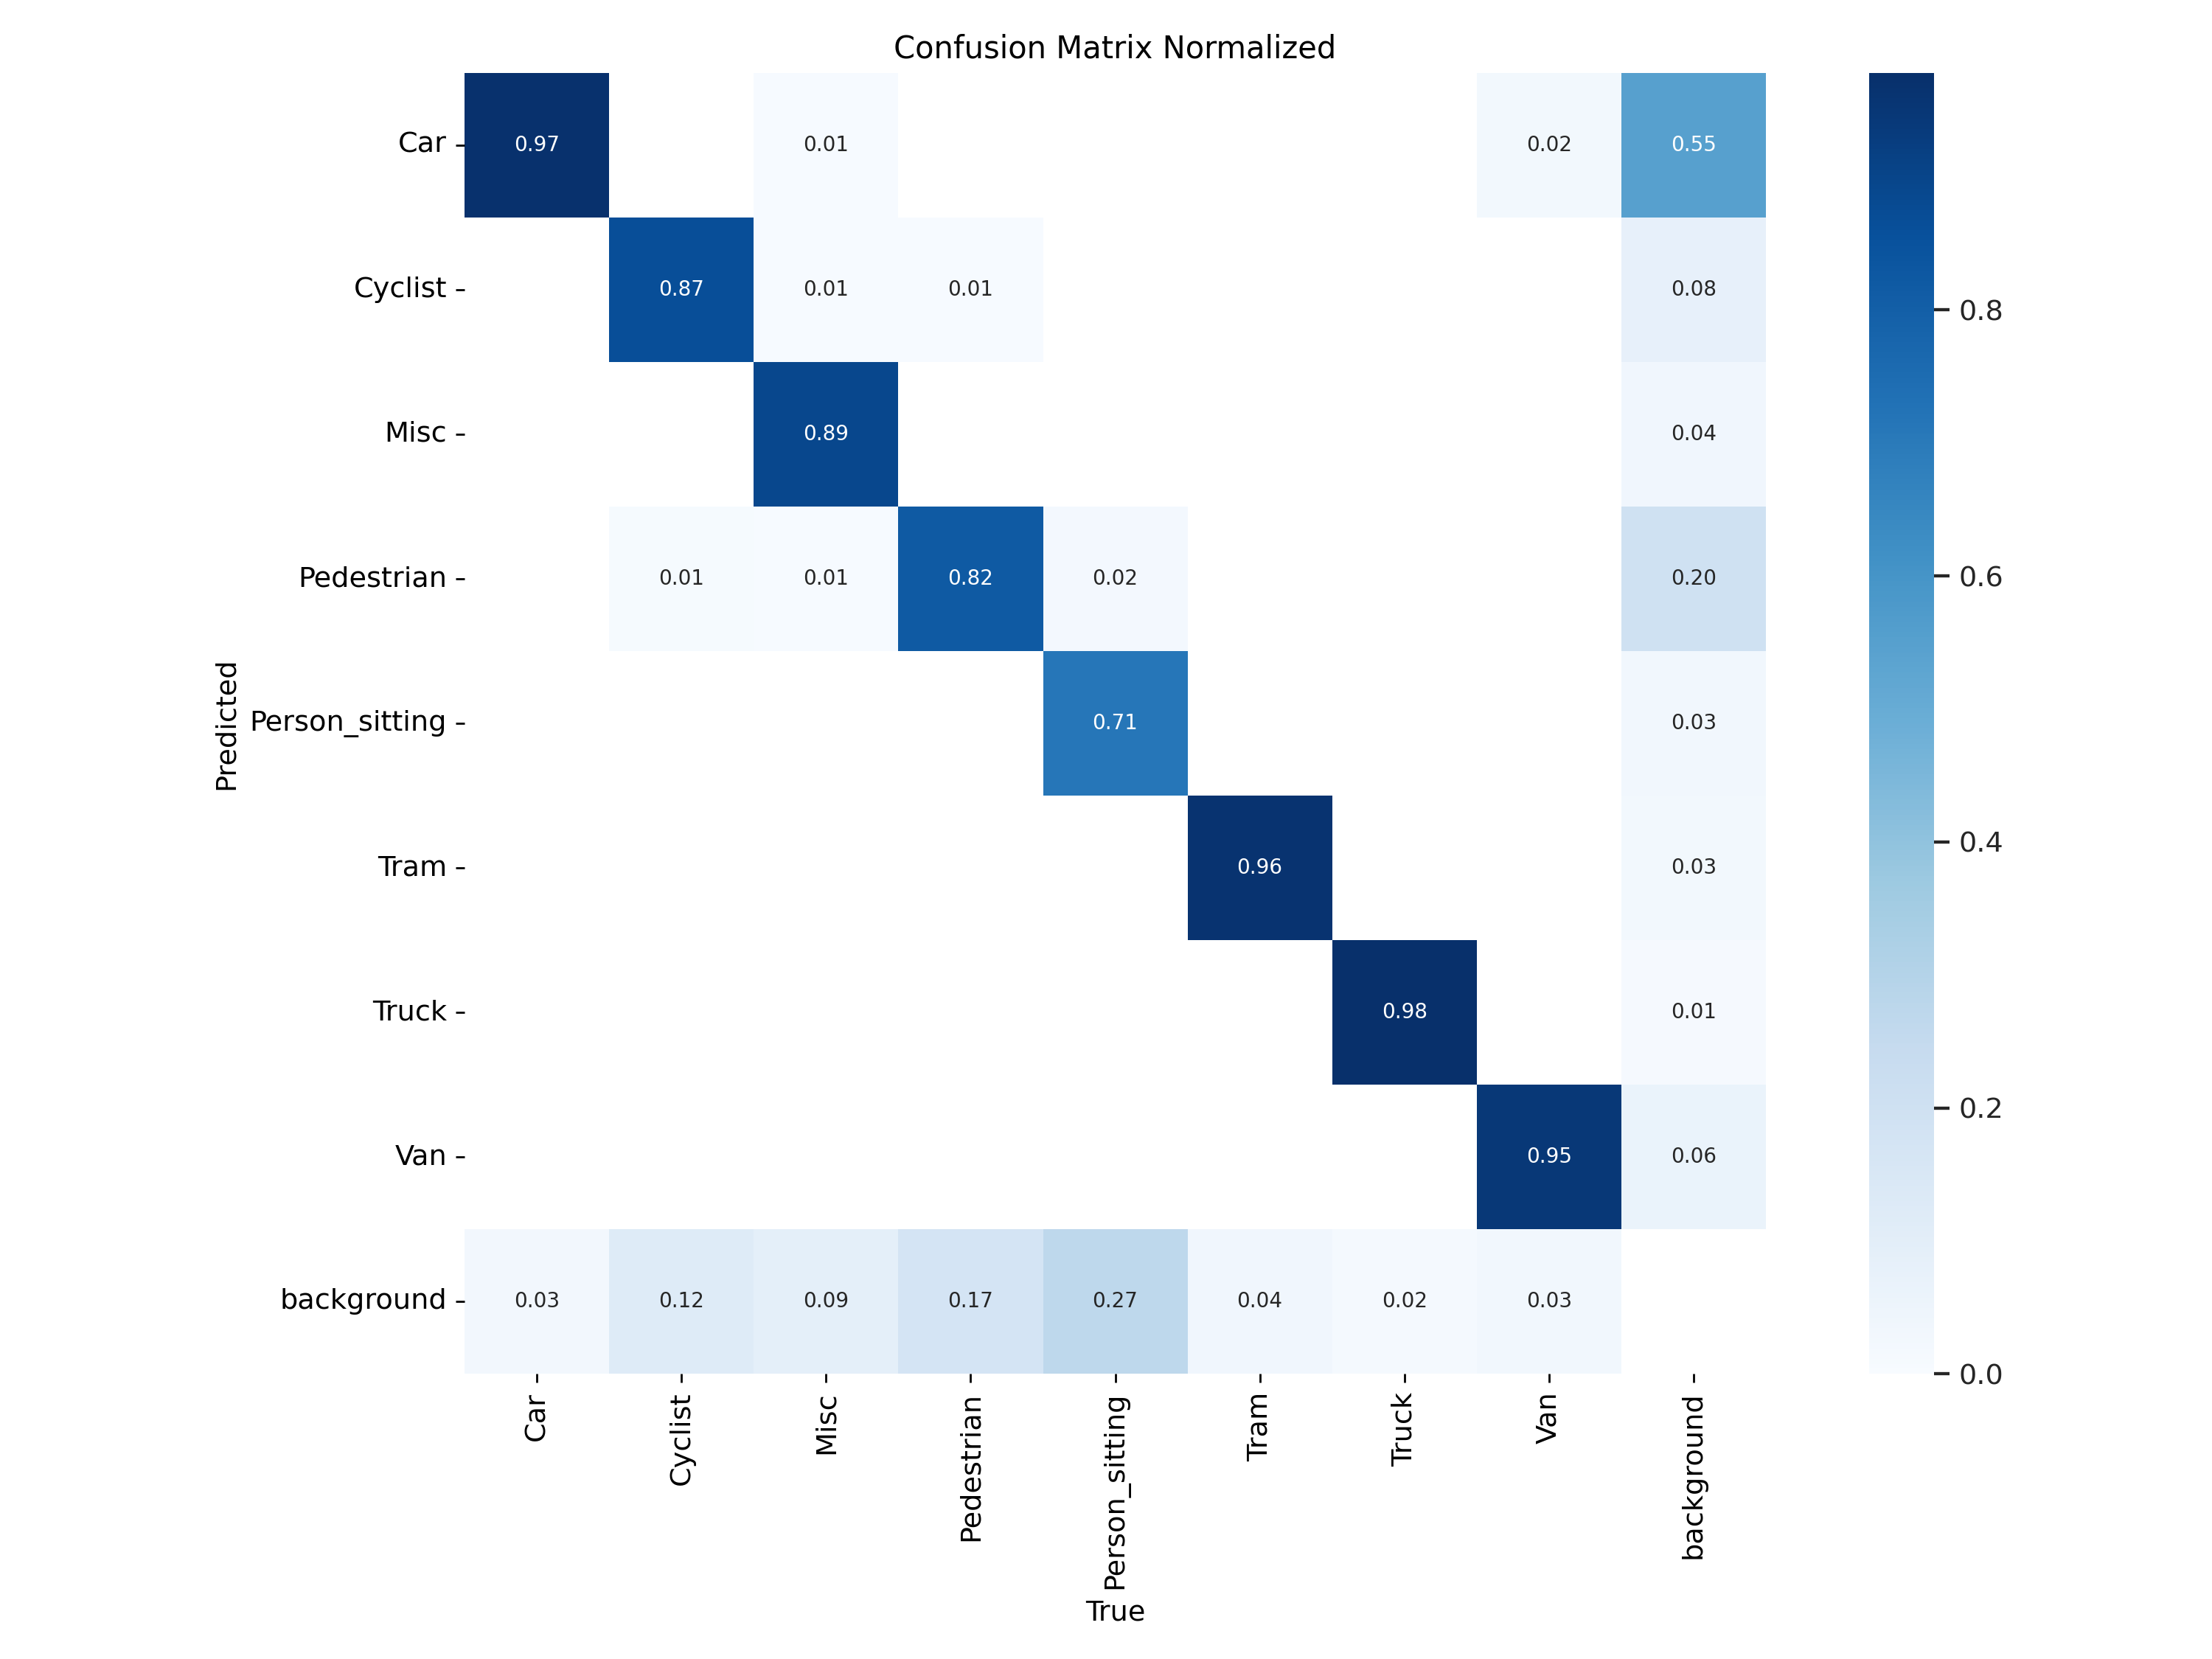 Confusion Matrix Normalized
Car 0.97 0.01 0.02 0.55
Cyclist 0.87 0.01 0.01 0.08
0.8
Misc 0.89 0.04
Pedestrian 0.01 0.01 0.82 0.02 0.20
0.6
Predicted
Person_sitting 0.71 0.03
0.4
Tram 0.96 0.03
Truck 0.98 0.01
0.2
Van 0.95 0.06
background 0.03 0.12 0.09 0.17 0.27 0.04 0.02 0.03
0.0
Car Cyclist Misc Pedestrian Person_sitting Tram Truck Van background
True